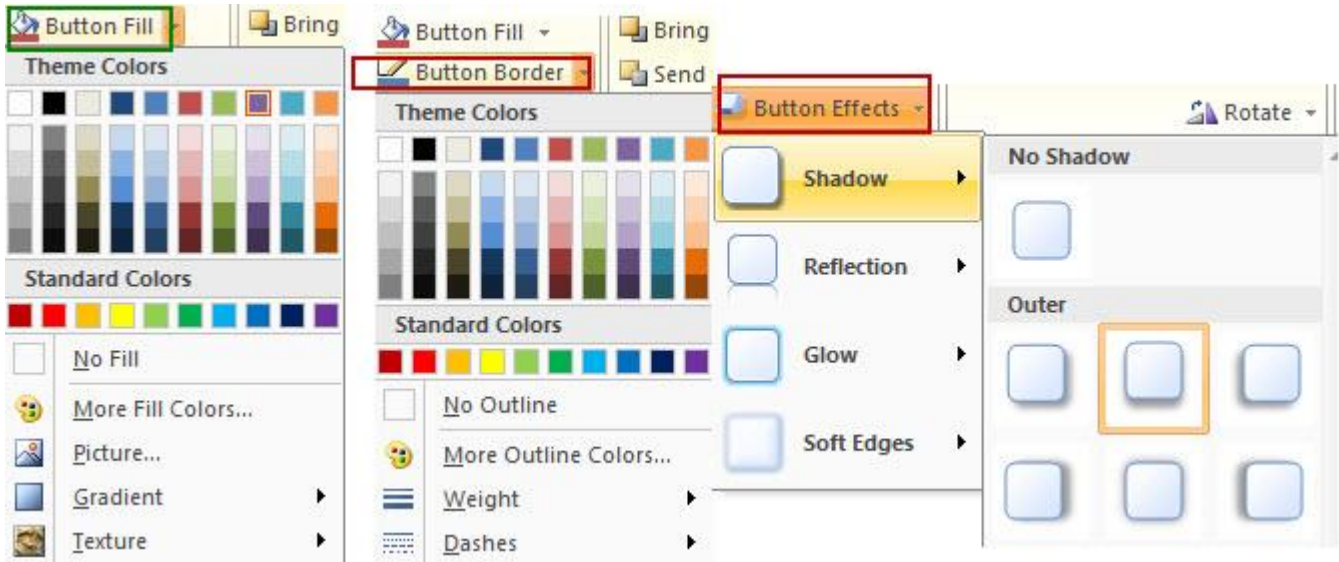 Button Fill
Bring
Theme Colors
Standard Colors
No Fill
More Fill Colors...
Picture...
Gradient
Texture
Button Fill
Bring
Button Border
Send
Theme Colors
Standard Colors
No Outline
More Outline Colors...
Weight
Dashes
Button Effects
Rotate
Shadow
Reflection
Glow
Soft Edges
No Shadow
Outer